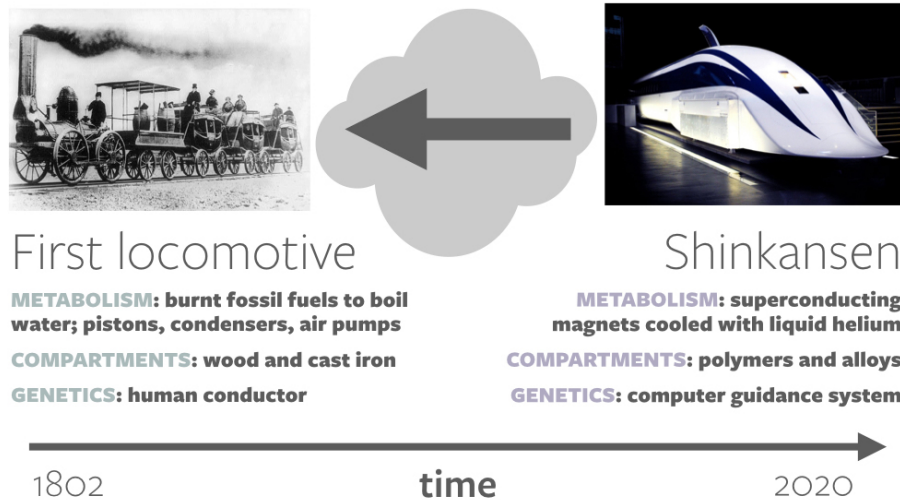 First locomotive
METABOLISM: burnt fossil fuels to boil
water; pistons, condensers, air pumps
COMPARTMENTS: wood and cast iron
GENETICS: human conductor
Shinkansen
METABOLISM: superconducting
magnets cooled with liquid helium
COMPARTMENTS: polymers and alloys
GENETICS: computer guidance system
1802
time
2020